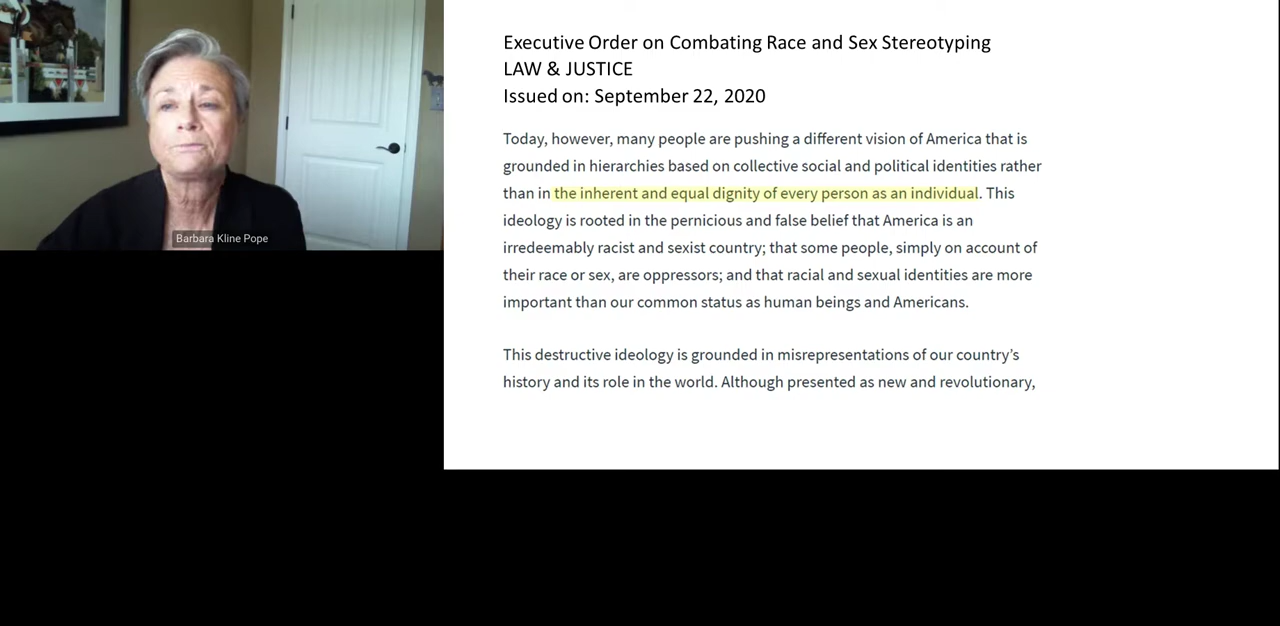 Barbara Kline Pope
Executive Order on Combating Race and Sex Stereotyping
LAW & JUSTICE
Issued on: September 22, 2020
Today, however, many people are pushing a different vision of America that is
grounded in hierarchies based on collective social and political identities rather
than in the inherent and equal dignity of every person as an individual. This
ideology is rooted in the pernicious and false belief that America is an
irredeemably racist and sexist country; that some people, simply on account of
their race or sex, are oppressors; and that racial and sexual identities are more
important than our common status as human beings and Americans.
This destructive ideology is grounded in misrepresentations of our country’s
history and its role in the world. Although presented as new and revolutionary,